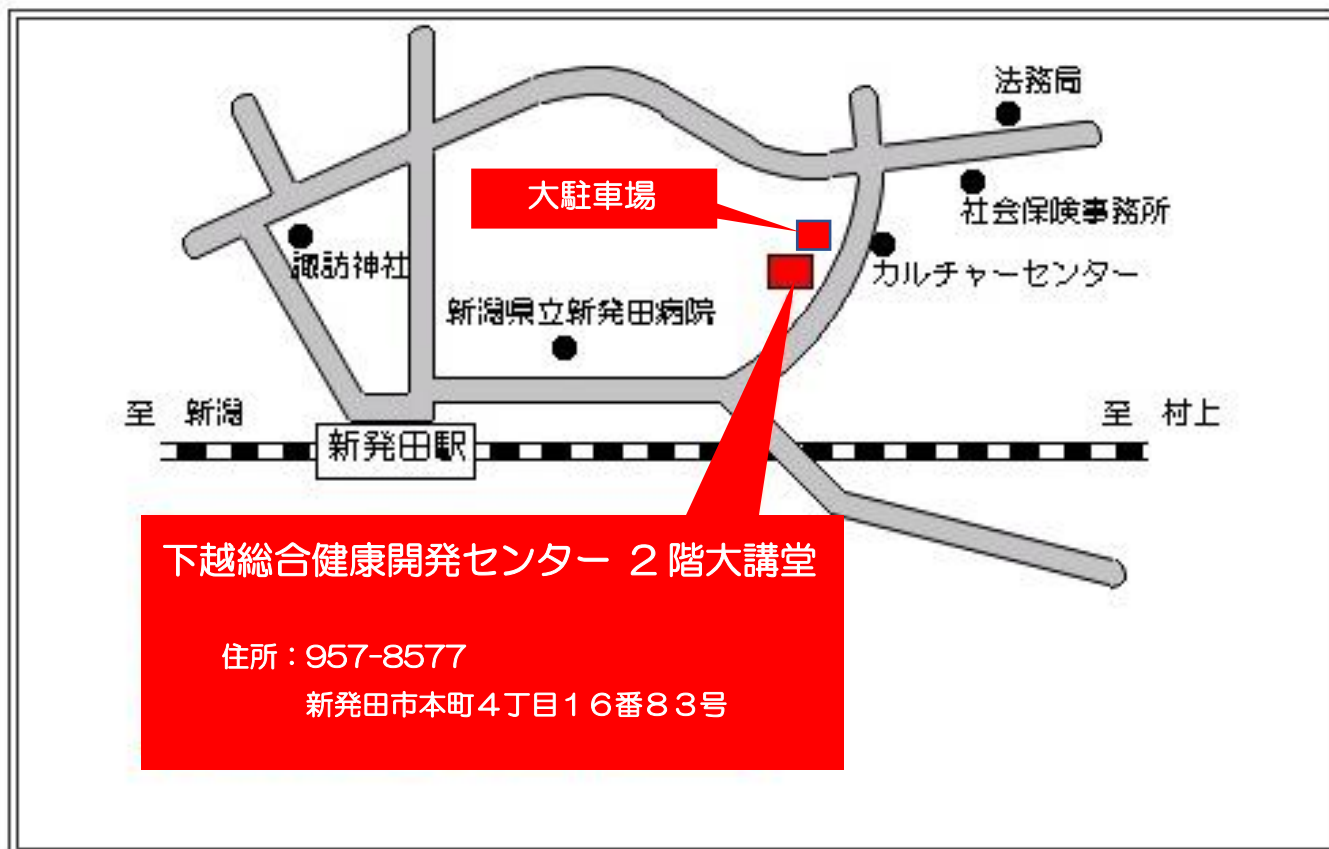 法務局
大駐車場
社会保険事務所
諏訪神社
カルチャーセンター
新潟県立新発田病院
至 新潟
至 村上
新発田駅
下越総合健康開発センター ２階大講堂
住所：957-8577
新発田市本町４丁目１６番８３号